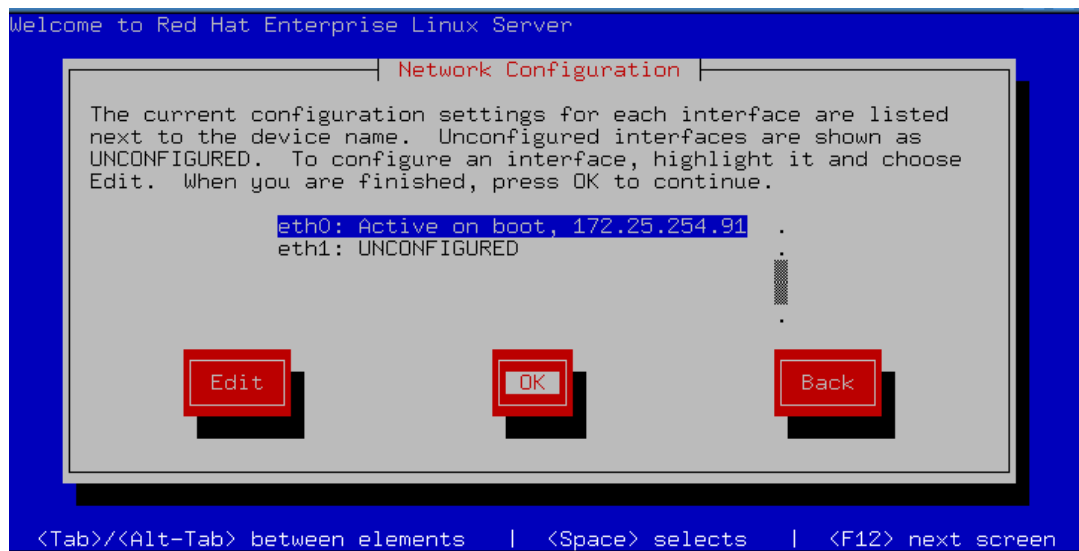 Welcome to Red Hat Enterprise Linux Server
Network Configuration
The current configuration settings for each interface are listed
next to the device name.  Unconfigured interfaces are shown as
UNCONFIGURED.  To configure an interface, highlight it and choose
Edit.  When you are finished, press OK to continue.
eth0: Active on boot, 172.25.254.91
eth1: UNCONFIGURED
Edit OK Back
<Tab>/<Alt-Tab> between elements | <Space> selects | <F12> next screen